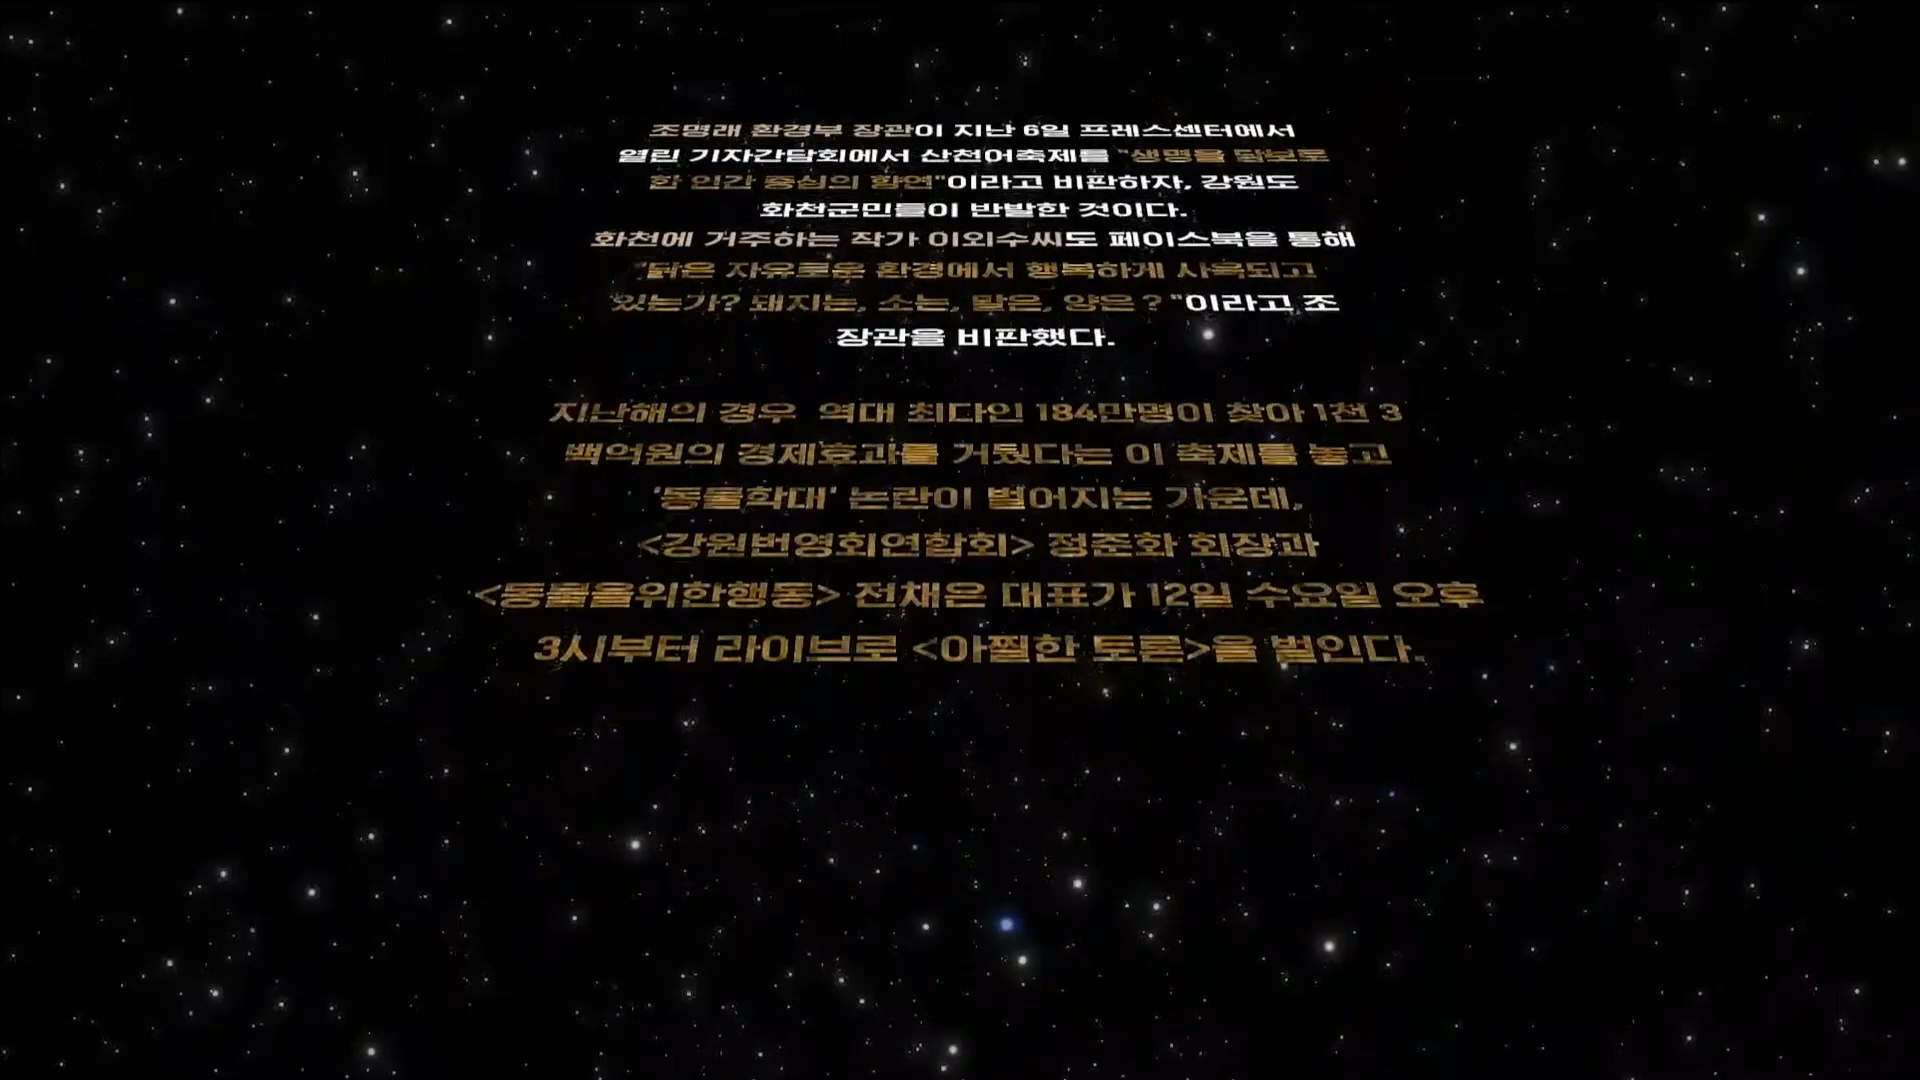 조명래 환경부 장관이 지난 6일 프레스센터에서
열린 기자간담회에서 산천어축제를 "생명을 담보로
한 인간 중심의 향연"이라고 비판하자, 강원도
화천군민들이 반발한 것이다.
화천에 거주하는 작가 이외수씨도 페이스북을 통해
"닭은 자유로운 환경에서 행복하게 사육되고
있는가? 돼지는, 소는, 말은, 양은?"이라고 조
장관을 비판했다.
지난해의 경우 역대 최다인 184만명이 찾아 1천 3
백억원의 경제효과를 거뒀다는 이 축제를 놓고
'동물학대' 논란이 벌어지는 가운데,
<강원번영회연합회> 정준화 회장과
<동물을위한행동> 전채은 대표가 12일 수요일 오후
3시부터 라이브로 <아찔한 토론>을 벌인다.